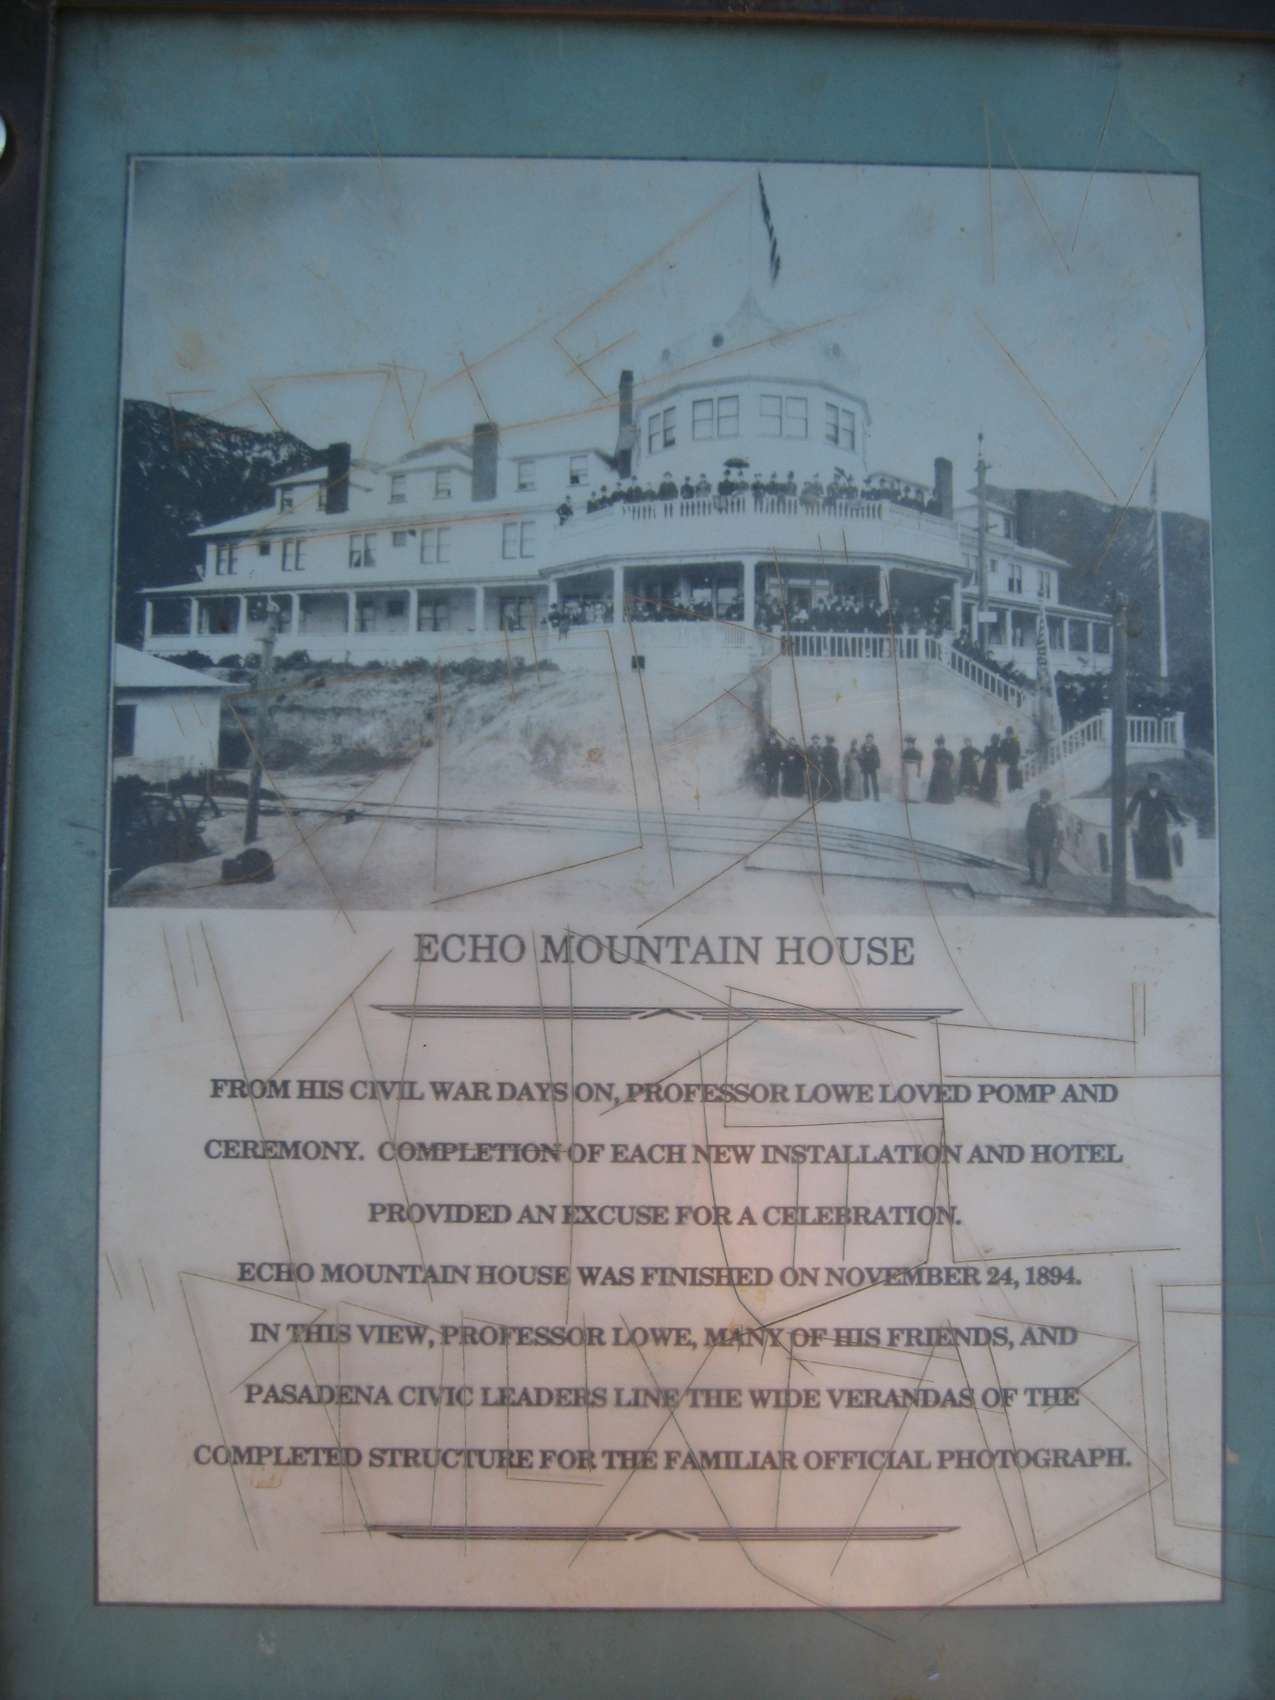 ECHO MOUNTAIN HOUSE
FROM HIS CIVIL WAR DAYS ON, PROFESSOR LOWE LOVED POMP AND
CEREMONY. COMPLETION OF EACH NEW INSTALLATION AND HOTEL
PROVIDED AN EXCUSE FOR A CELEBRATION.
ECHO MOUNTAIN HOUSE WAS FINISHED ON NOVEMBER 24, 1894.
IN THIS VIEW, PROFESSOR LOWE, MANY OF HIS FRIENDS, AND
PASADENA CIVIC LEADERS LINE THE WIDE VERANDAS OF THE
COMPLETED STRUCTURE FOR THE FAMILIAR OFFICIAL PHOTOGRAPH.